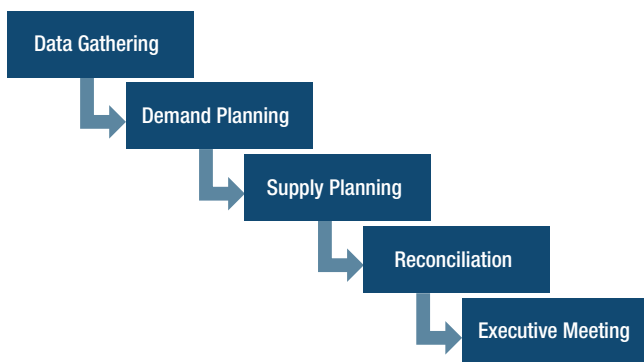 Data Gathering
Demand Planning
Supply Planning
Reconciliation
Executive Meeting